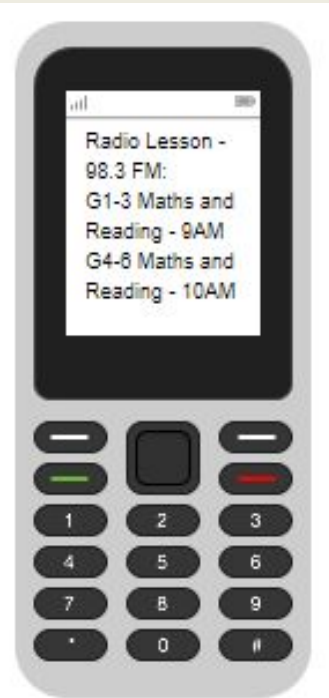 Radio Lesson -
98.3 FM:
G1-3 Maths and
Reading - 9AM
G4-6 Maths and
Reading - 10AM
1 2 3
4 5 6
7 8 9
* 0 #